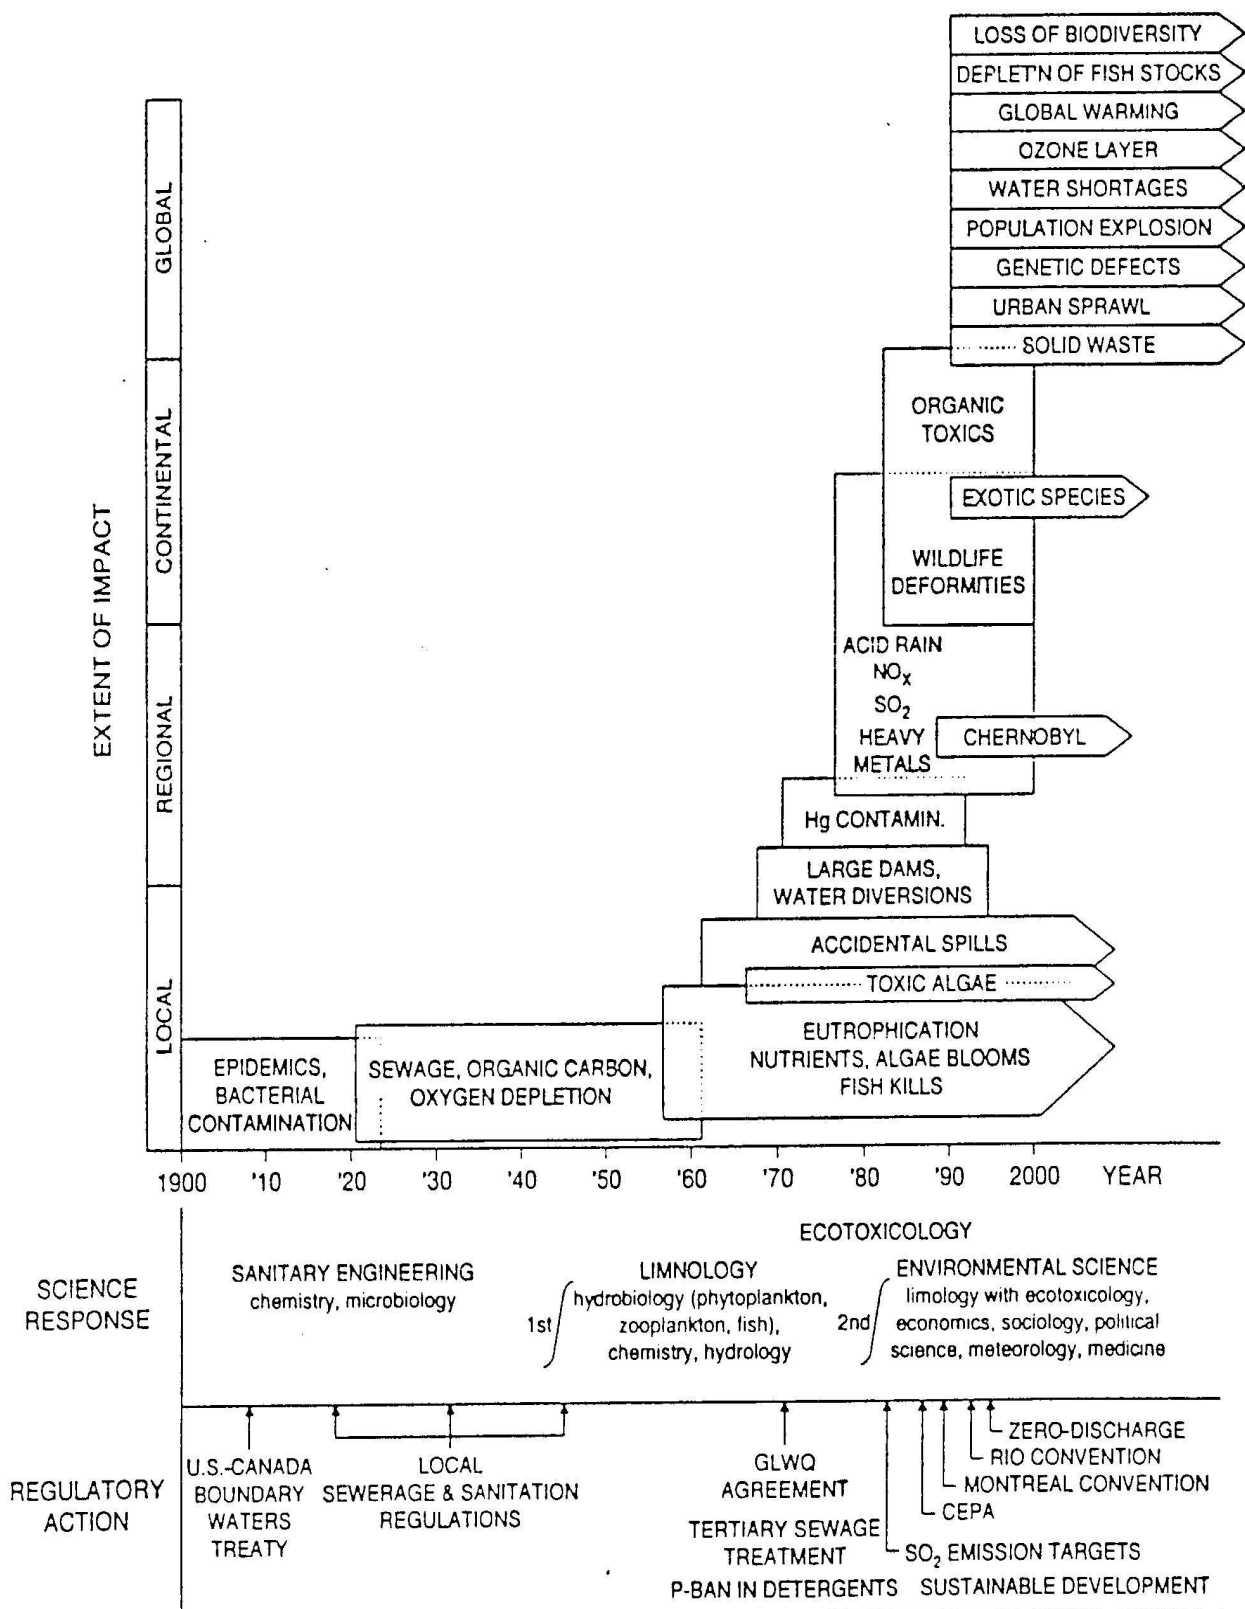 LOSS OF BIODIVERSITY
DEPLET'N OF FISH STOCKS
GLOBAL WARMING
OZONE LAYER
WATER SHORTAGES
POPULATION EXPLOSION
GENETIC DEFECTS
URBAN SPRAWL
SOLID WASTE
ORGANIC
TOXICS
EXOTIC SPECIES
WILDLIFE
DEFORMITIES
ACID RAIN
NOX
SO2
HEAVY
METALS
CHERNOBYL
Hg CONTAMIN.
LARGE DAMS,
WATER DIVERSIONS
ACCIDENTAL SPILLS
TOXIC ALGAE
EUTROPHICATION
NUTRIENTS, ALGAE BLOOMS
FISH KILLS
SEWAGE, ORGANIC CARBON,
OXYGEN DEPLETION
EPIDEMICS,
BACTERIAL
CONTAMINATION
EXTENT OF IMPACT
GLOBAL
CONTINENTAL
REGIONAL
LOCAL
1900 '10 '20 '30 '40 '50 '60 '70 '80 '90 2000 YEAR
SCIENCE
RESPONSE
SANITARY ENGINEERING
chemistry, microbiology
1st
LIMNOLOGY
hydrobiology (phytoplankton,
zooplankton, fish),
chemistry, hydrology
ECOTOXICOLOGY
2nd
ENVIRONMENTAL SCIENCE
limology with ecotoxicology,
economics, sociology, political
science, meteorology, medicine
REGULATORY
ACTION
U.S.-CANADA
BOUNDARY
WATERS
TREATY
LOCAL
SEWERAGE & SANITATION
REGULATIONS
GLWQ
AGREEMENT
TERTIARY SEWAGE
TREATMENT
P-BAN IN DETERGENTS
ZERO-DISCHARGE
RIO CONVENTION
MONTREAL CONVENTION
CEPA
SO2 EMISSION TARGETS
SUSTAINABLE DEVELOPMENT